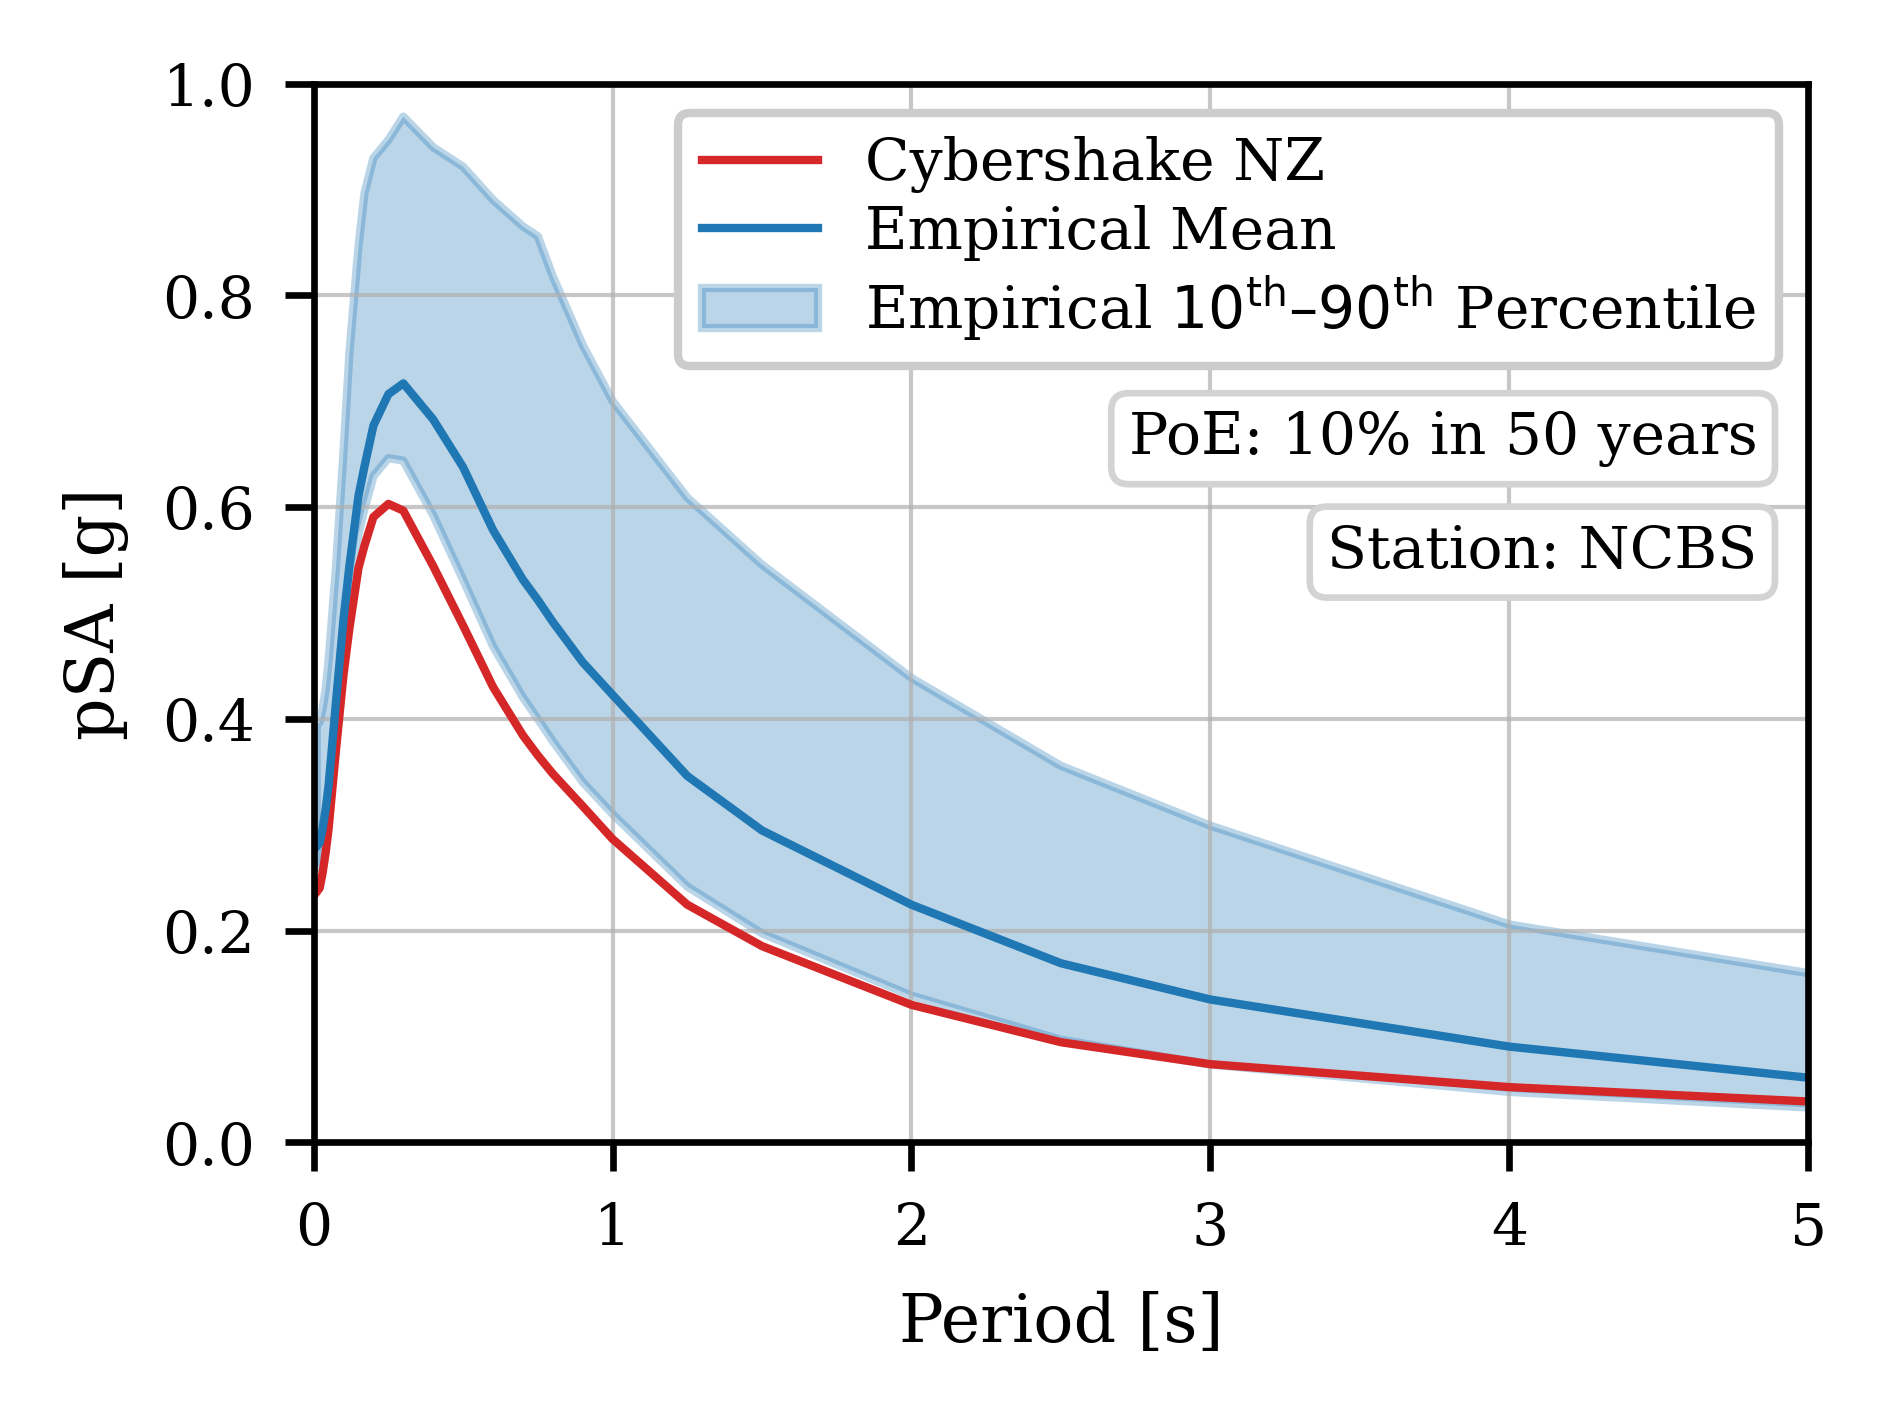 1.0
0.8
0.6
0.4
0.2
0.0
pSA [g]
Cybershake NZ
Empirical Mean
Empirical 10th–90th Percentile
PoE: 10% in 50 years
Station: NCBS
0 1 2 3 4 5
Period [s]